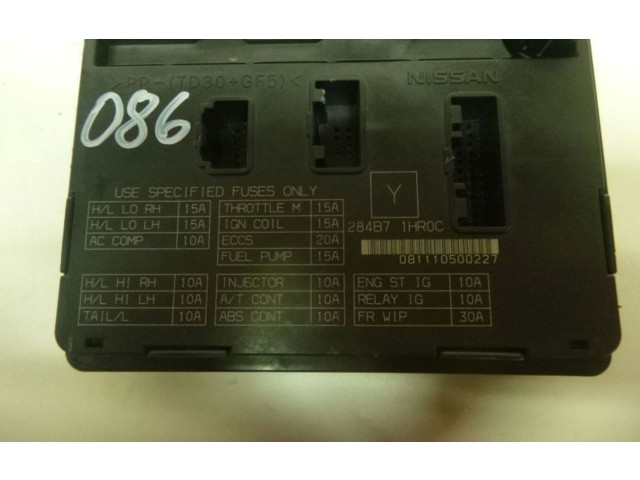 >PP-(TD30+GF5)<
NISSAN
086
USE SPECIFIED FUSES ONLY
Y
284B7 1HR0C
081110500227
H/L LO RH 15A
H/L LO LH 15A
AC COMP 10A
THROTTLE M 15A
IGN COIL 15A
ECCS 20A
FUEL PUMP 15A
H/L HI RH 10A
H/L HI LH 10A
TAIL/L 10A
INJECTOR 10A
A/T CONT 10A
ABS CONT 10A
ENG ST IG 10A
RELAY IG 10A
FR WIP 30A